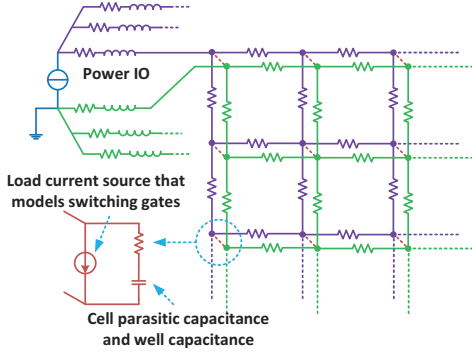 Power IO
Load current source that
models switching gates
Cell parasitic capacitance
and well capacitance